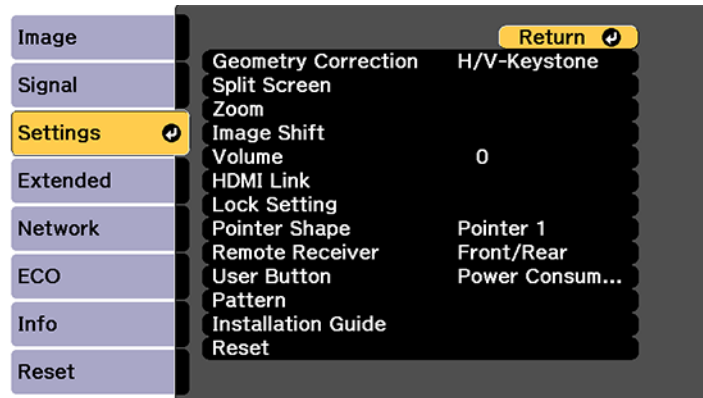 Image
Signal
Settings
Extended
Network
ECO
Info
Reset
Return
Geometry Correction H/V-Keystone
Split Screen
Zoom
Image Shift
Volume 0
HDMI Link
Lock Setting
Pointer Shape Pointer 1
Remote Receiver Front/Rear
User Button Power Consum...
Pattern
Installation Guide
Reset